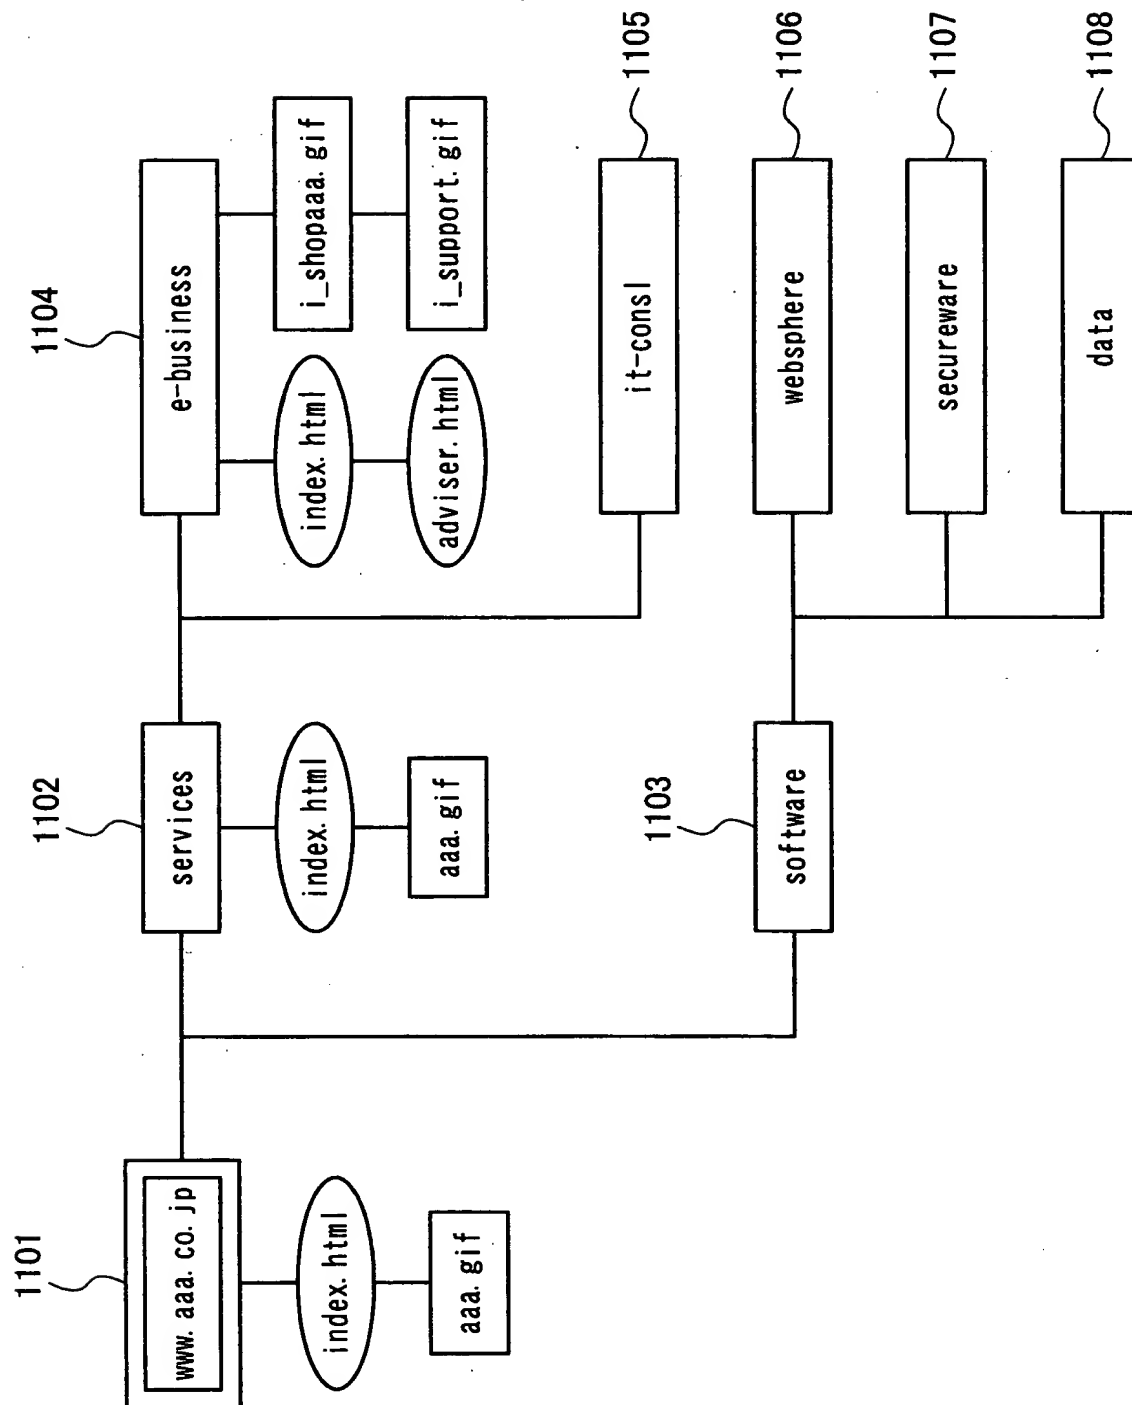 1101
www.aaa.co.jp
index.html
aaa.gif
1102
services
index.html
aaa.gif
1103
software
1104
e-business
index.html
adviser.html
i_shopaaa.gif
i_support.gif
it-consl
1105
websphere
1106
secureware
1107
data
1108